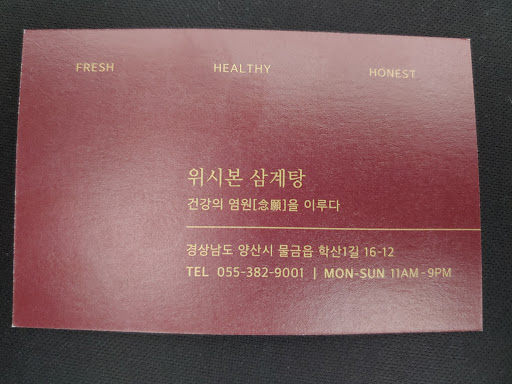 FRESH HEALTHY HONEST
위시본 삼계탕
건강의 염원[念願]을 이루다
경상남도 양산시 물금읍 학산1길 16-12
TEL 055-382-9001 | MON-SUN 11AM-9PM